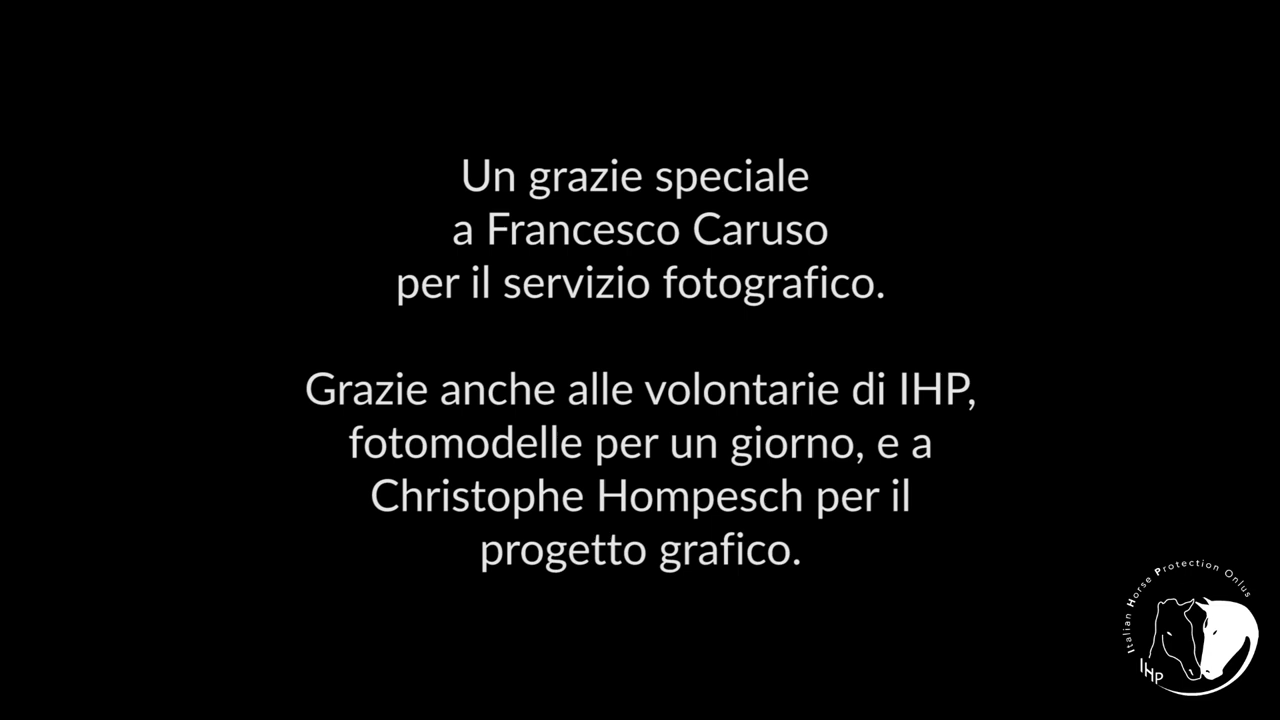 Un grazie speciale
a Francesco Caruso
per il servizio fotografico.
Grazie anche alle volontarie di IHP,
fotomodelle per un giorno, e a
Christophe Hompesch per il
progetto grafico.
Italian Horse Protection Onlus
IHP